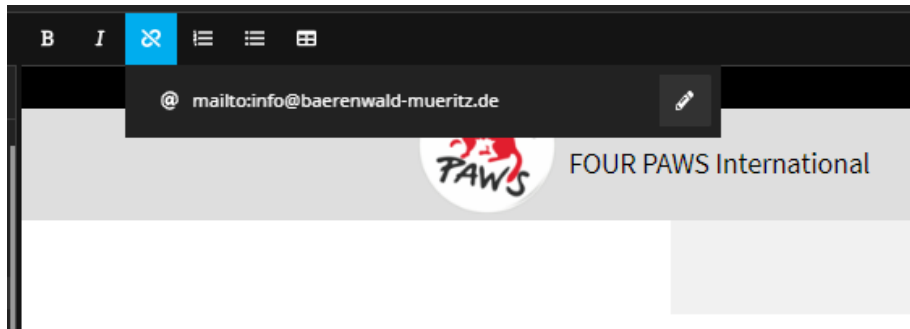 B I
@ mailto:info@baerenwald-mueritz.de
PAWS
FOUR PAWS International